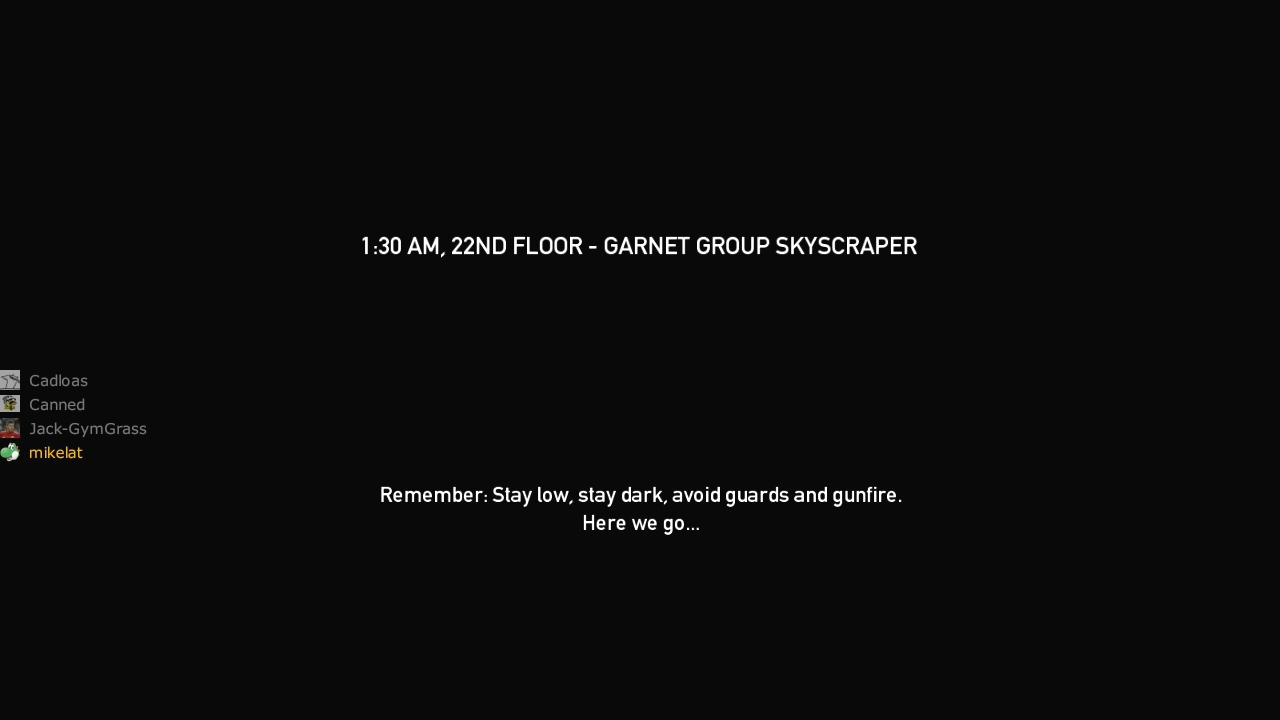 1:30 AM, 22ND FLOOR - GARNET GROUP SKYSCRAPER
Cadloas
Canned
Jack-GymGrass
mikelat
Remember: Stay low, stay dark, avoid guards and gunfire.
Here we go...